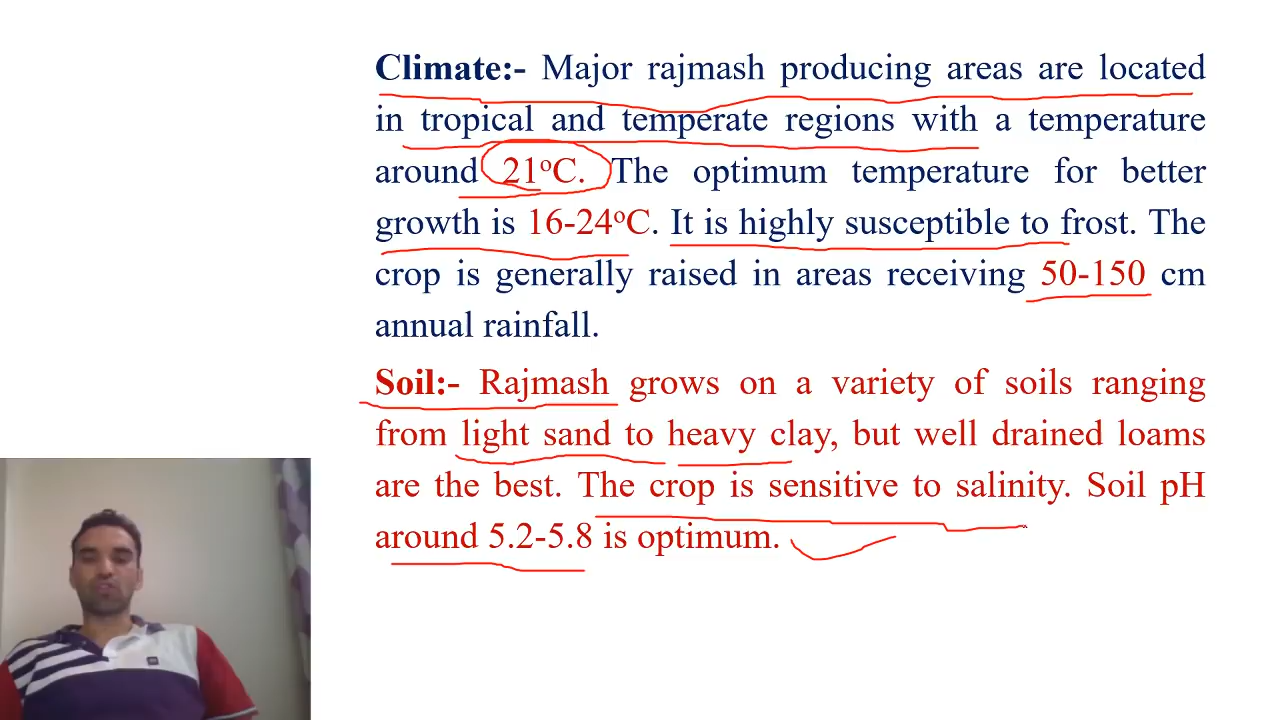 Climate:- Major rajmash producing areas are located
in tropical and temperate regions with a temperature
around 21°C. The optimum temperature for better
growth is 16-24°C. It is highly susceptible to frost. The
crop is generally raised in areas receiving 50-150 cm
annual rainfall.
Soil:- Rajmash grows on a variety of soils ranging
from light sand to heavy clay, but well drained loams
are the best. The crop is sensitive to salinity. Soil pH
around 5.2-5.8 is optimum.